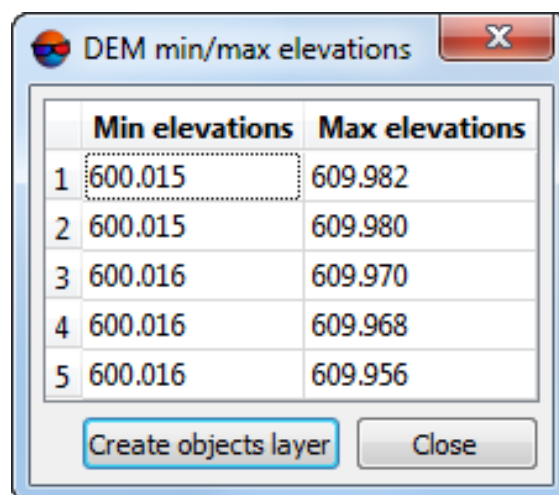 DEM min/max elevations
Min elevations Max elevations
1 600.015 609.982
2 600.015 609.980
3 600.016 609.970
4 600.016 609.968
5 600.016 609.956
Create objects layer Close